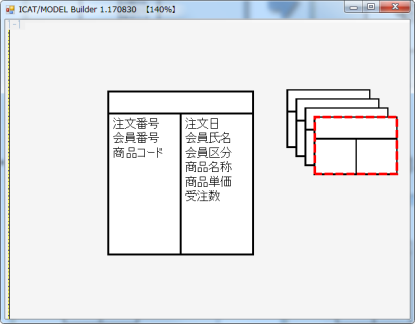 ICAT/MODEL Builder 1.170830 【140%】
注文番号
会員番号
商品コード
注文日
会員氏名
会員区分
商品名称
商品単価
受注数